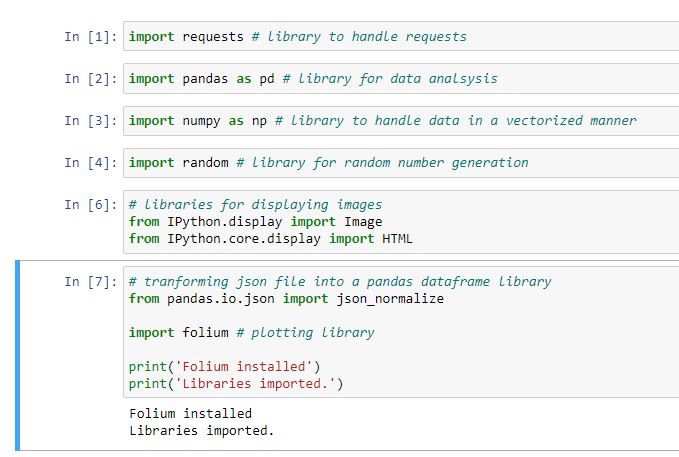 In [1]: import requests # library to handle requests
In [2]: import pandas as pd # library for data analsysis
In [3]: import numpy as np # library to handle data in a vectorized manner
In [4]: import random # library for random number generation
In [6]: # libraries for displaying images
from IPython.display import Image
from IPython.core.display import HTML
In [7]: # tranforming json file into a pandas dataframe library
from pandas.io.json import json_normalize
import folium # plotting library
print('Folium installed')
print('Libraries imported.')
Folium installed
Libraries imported.